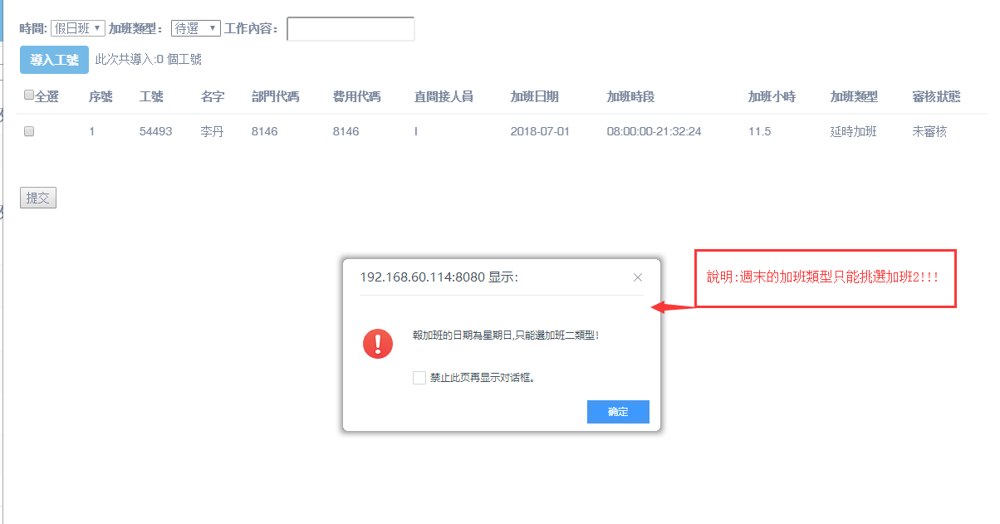 時間: 假日班 加班類型： 待選 工作內容：
導入工號 此次共導入:0 個工號
全選 序號 工號 名字 部門代碼 費用代碼 直間接人員 加班日期 加班時段 加班小時 加班類型 審核狀態
1 54493 李丹 8146 8146 I 2018-07-01 08:00:00-21:32:24 11.5 延時加班 未審核
提交
192.168.60.114:8080 显示:
說明:週末的加班類型只能挑選加班2!!!
報加班的日期為星期日,只能選加班二類型!
禁止此页再显示对话框。
确定